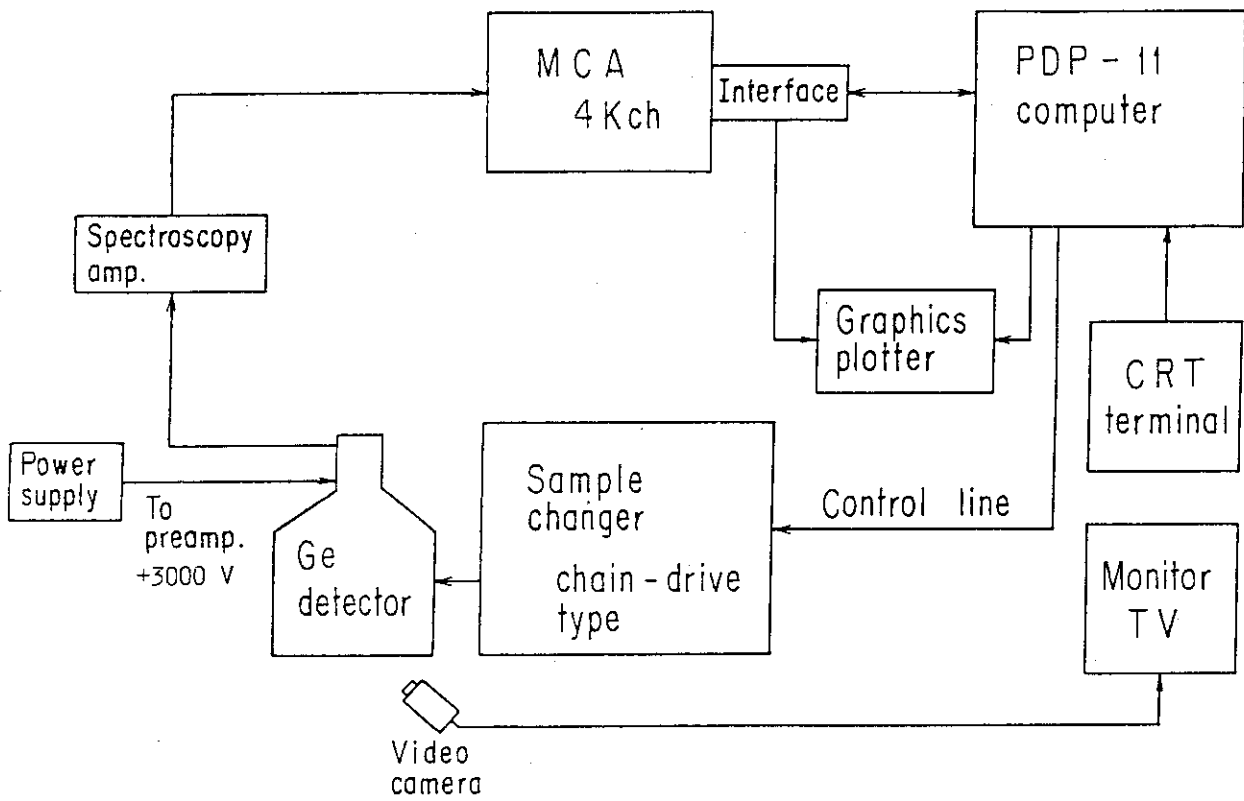 MCA
4Kch
Interface
PDP-11
computer
Spectroscopy
amp.
Graphics
plotter
CRT
terminal
Power
supply
To
preamp.
+3000 V
Ge
detector
Sample
changer
chain-drive
type
Control line
Monitor
TV
Video
camera